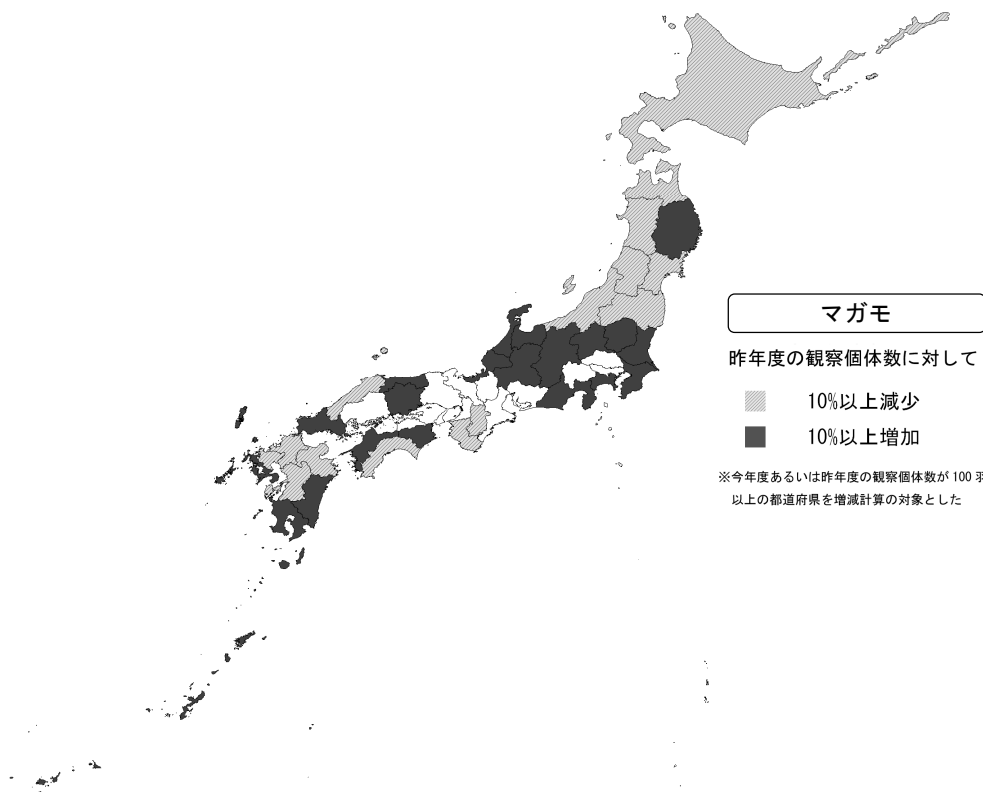 マガモ
昨年度の観察個体数に対して
10%以上減少
10%以上増加
※今年度あるいは昨年度の観察個体数が 100 羽
以上の都道府県を増減計算の対象とした